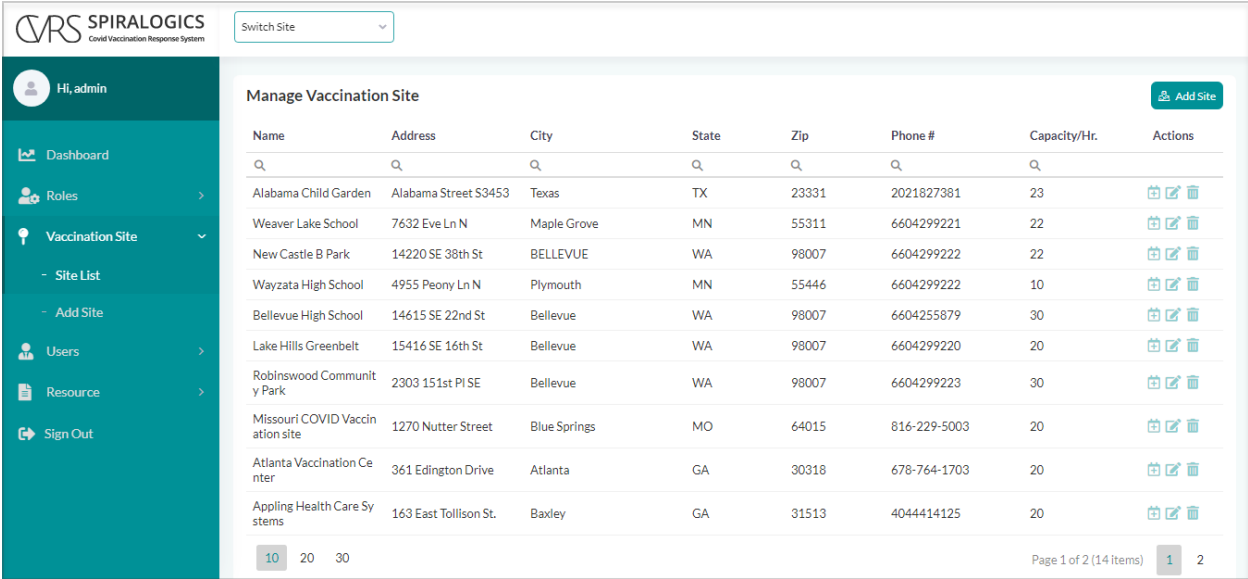 CVRS SPIRALOGICS
Covid Vaccination Response System
Switch Site
Hi, admin
Dashboard
Roles
Vaccination Site
- Site List
- Add Site
Users
Resource
Sign Out
Manage Vaccination Site
Add Site
Name Address City State Zip Phone # Capacity/Hr. Actions
Alabama Child Garden Alabama Street S3453 Texas TX 23331 2021827381 23
Weaver Lake School 7632 Eve Ln N Maple Grove MN 55311 6604299221 22
New Castle B Park 14220 SE 38th St BELLEVUE WA 98007 6604299222 22
Wayzata High School 4955 Peony Ln N Plymouth MN 55446 6604299222 10
Bellevue High School 14615 SE 22nd St Bellevue WA 98007 6604255879 30
Lake Hills Greenbelt 15416 SE 16th St Bellevue WA 98007 6604299220 20
Robinswood Communit
y Park 2303 151st Pl SE Bellevue WA 98007 6604299223 30
Missouri COVID Vaccin
ation site 1270 Nutter Street Blue Springs MO 64015 816-229-5003 20
Atlanta Vaccination Ce
nter 361 Edington Drive Atlanta GA 30318 678-764-1703 20
Appling Health Care Sy
stems 163 East Tollison St. Baxley GA 31513 4044414125 20
10 20 30
Page 1 of 2 (14 items) 1 2